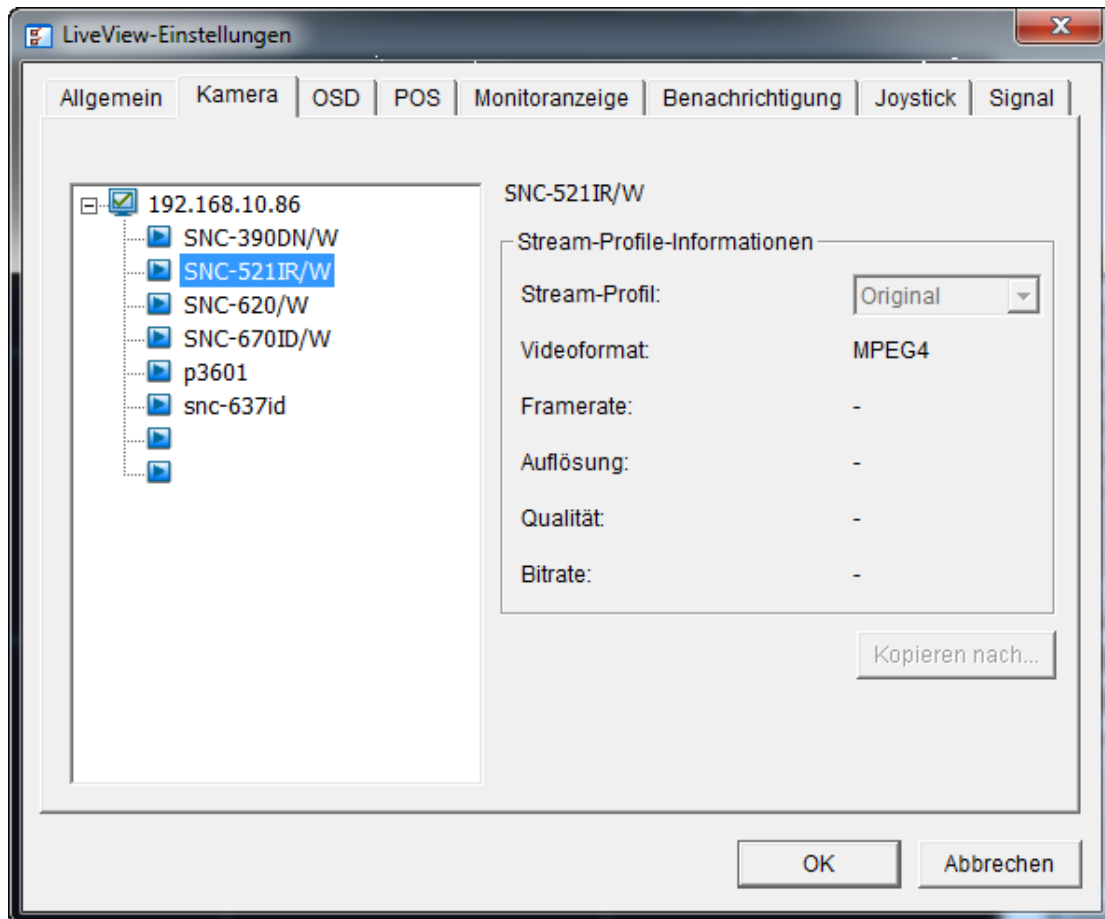 LiveView-Einstellungen
Allgemein Kamera OSD POS Monitoranzeige Benachrichtigung Joystick Signal
192.168.10.86
SNC-390DN/W
SNC-521IR/W
SNC-620/W
SNC-670ID/W
p3601
snc-637id
SNC-521IR/W
Stream-Profile-Informationen
Stream-Profil: Original
Videoformat: MPEG4
Framerate: -
Auflösung: -
Qualität: -
Bitrate: -
Kopieren nach...
OK Abbrechen